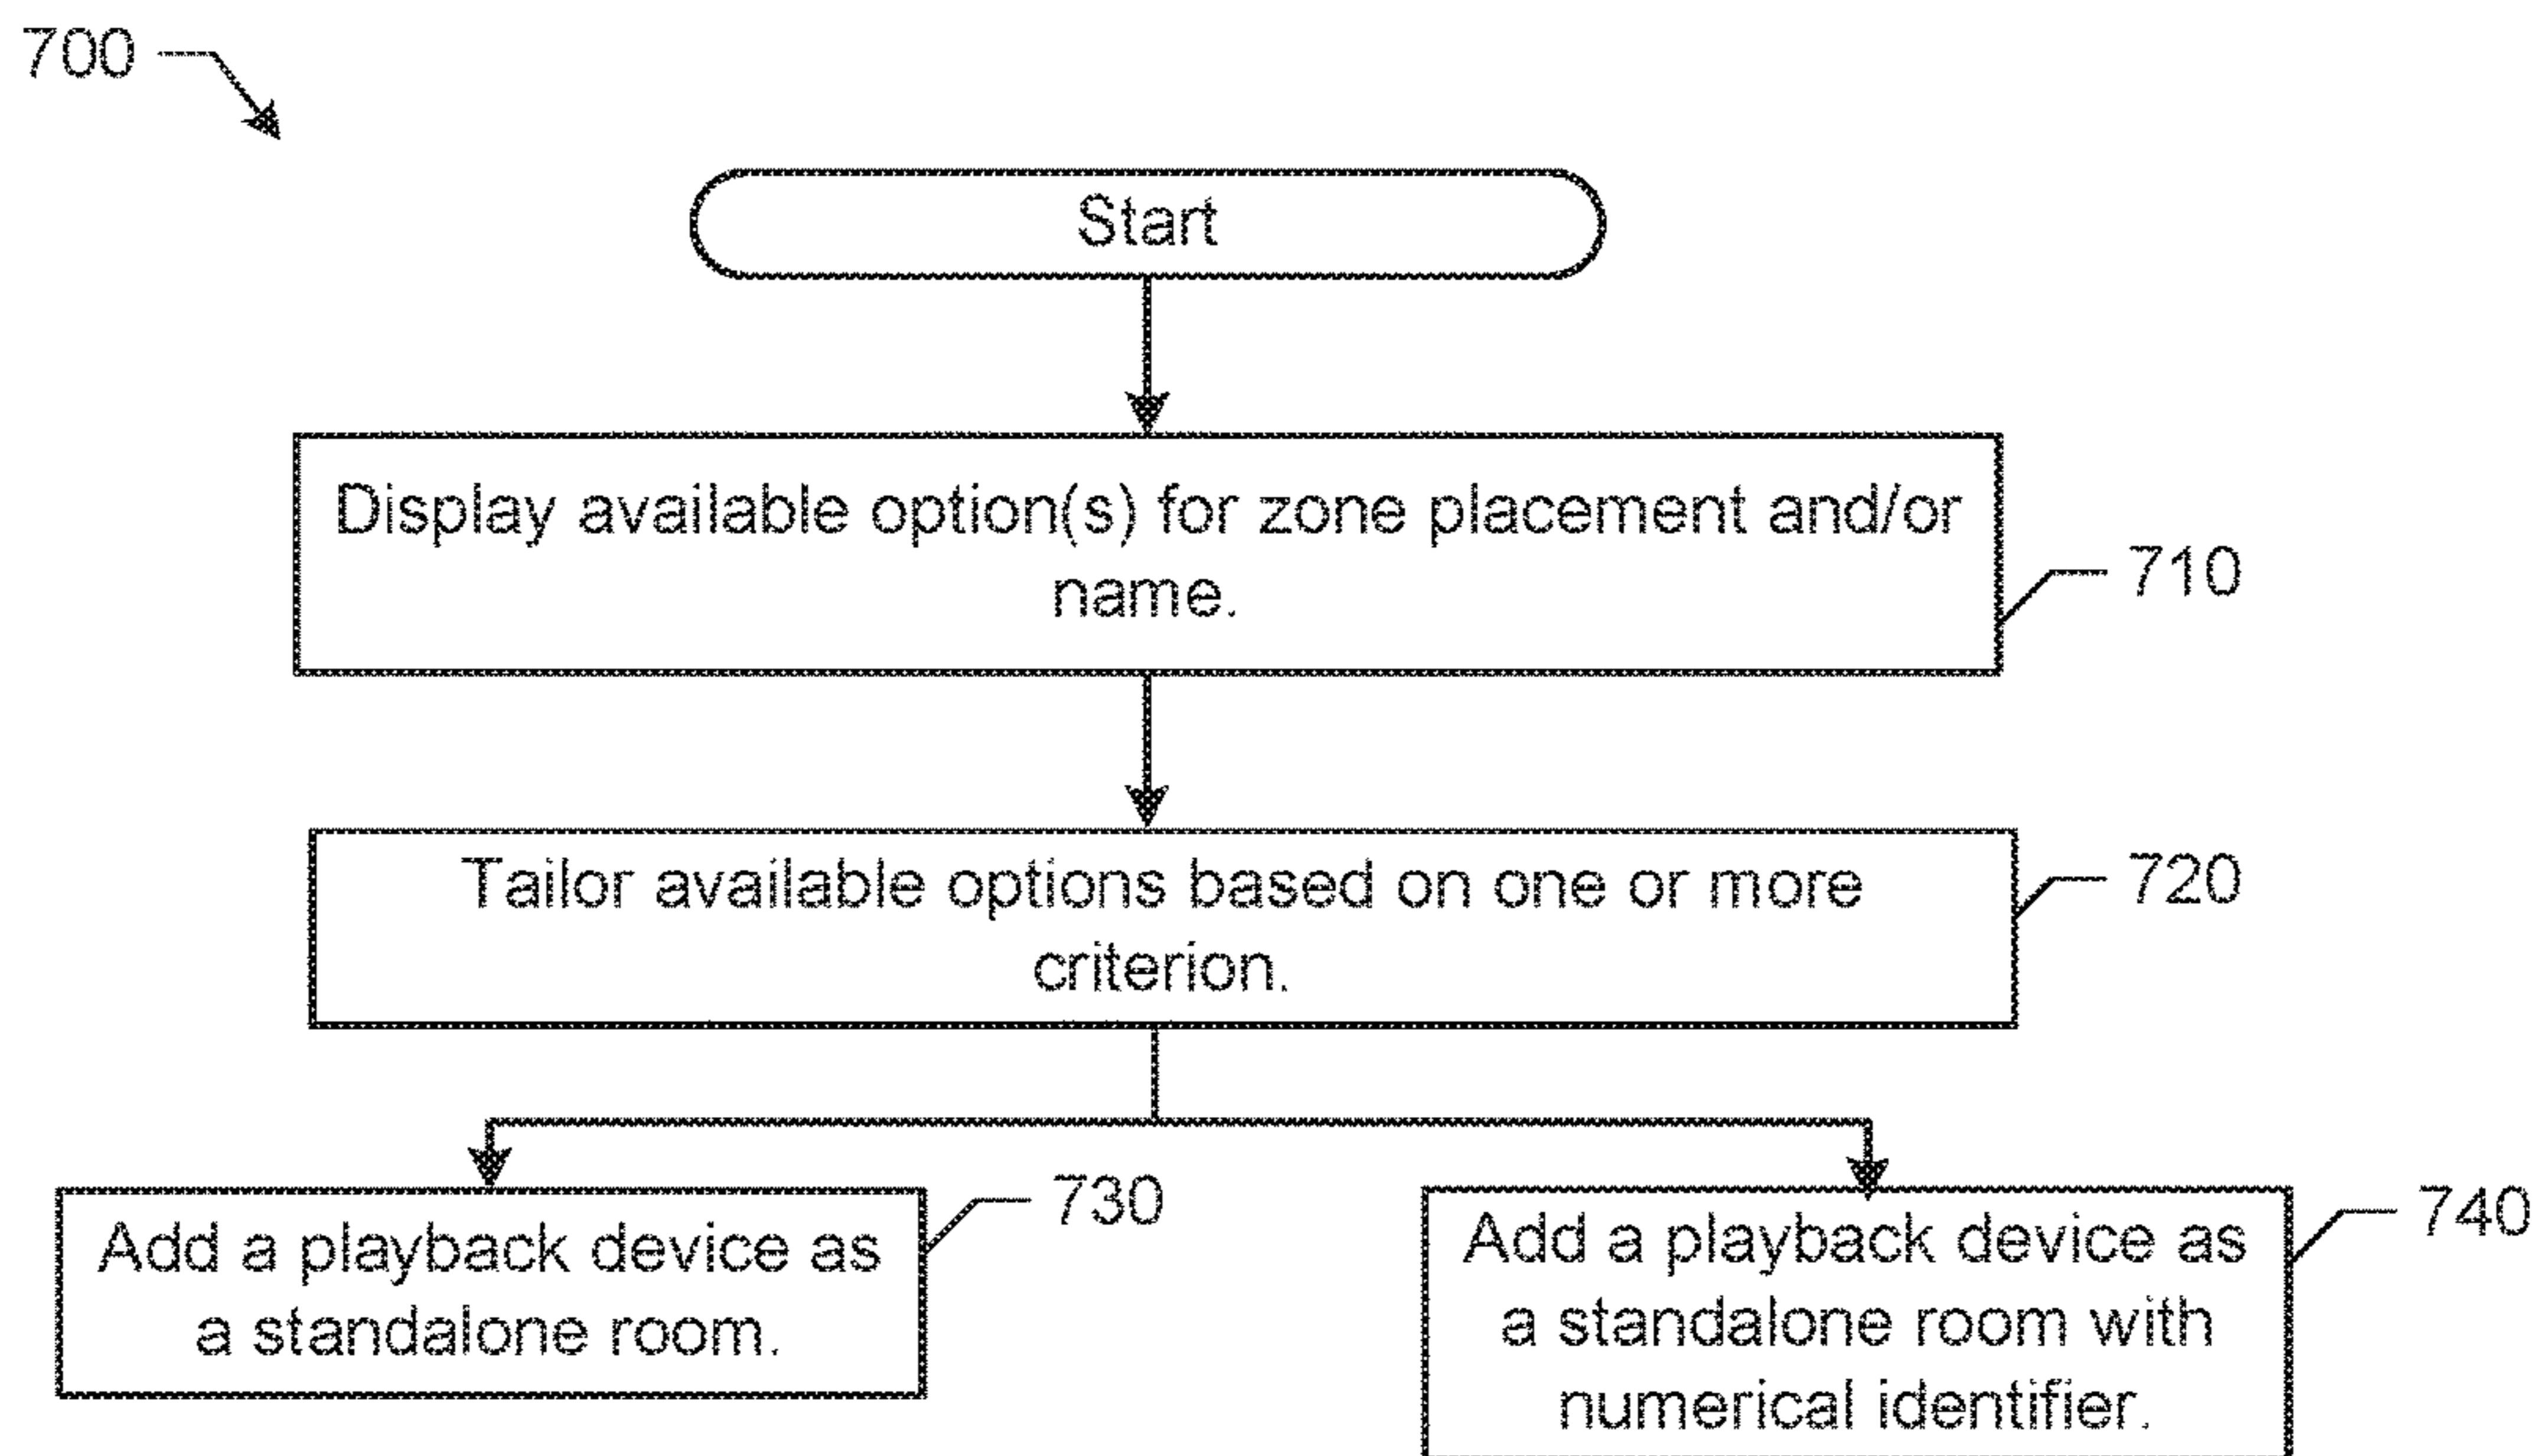 700
Start
Display available option(s) for zone placement and/or
name.
710
Tailor available options based on one or more
criterion.
720
Add a playback device as
a standalone room.
730
Add a playback device as
a standalone room with
numerical identifier.
740